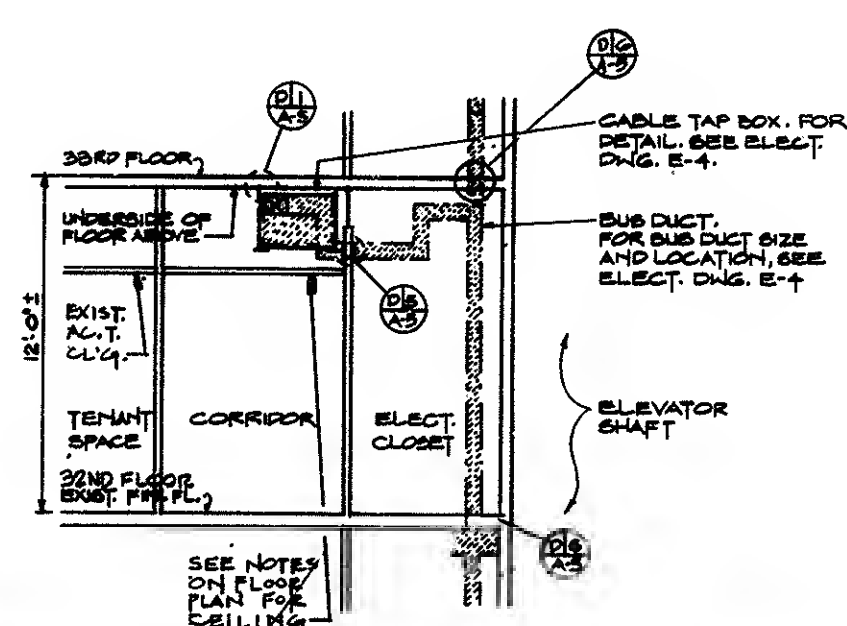 D 6
A-5
D 1
A-5
CABLE TAP BOX. FOR
DETAIL. SEE ELECT.
DWG. E-4.
33RD FLOOR
UNDERSIDE OF
FLOOR ABOVE
BUS DUCT.
FOR BUS DUCT SIZE
AND LOCATION, SEE
ELECT. DWG. E-4
D 5
A-5
12'-0" ±
EXIST.
AC.T.
CL'G.
TENANT
SPACE
CORRIDOR
ELECT.
CLOSET
ELEVATOR
SHAFT
32ND FLOOR
EXIST. FIN. FL.
D 6
A-5
SEE NOTES
ON FLOOR
PLAN FOR
CEILING